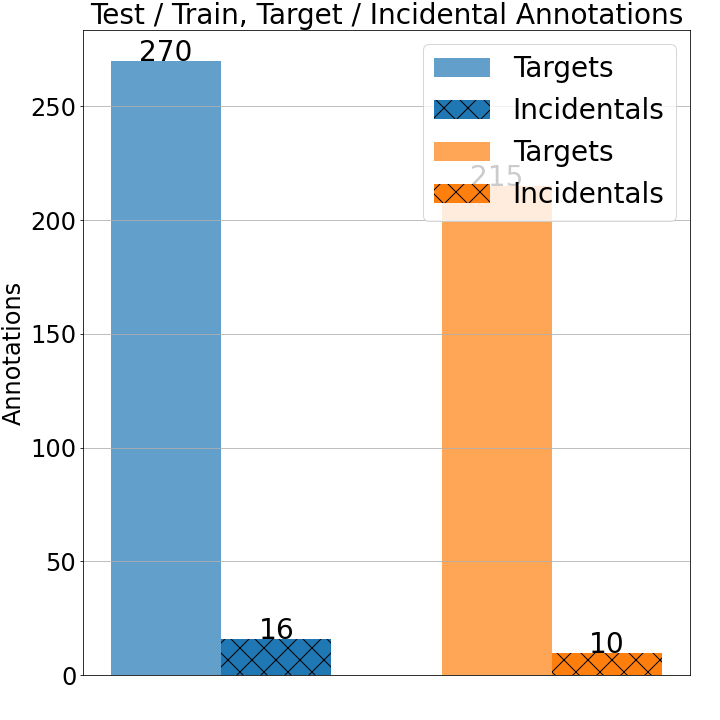 Test / Train, Target / Incidental Annotations
270
Targets
Incidentals
Targets
215
Incidentals
250
200
150
100
50
0
Annotations
16
10